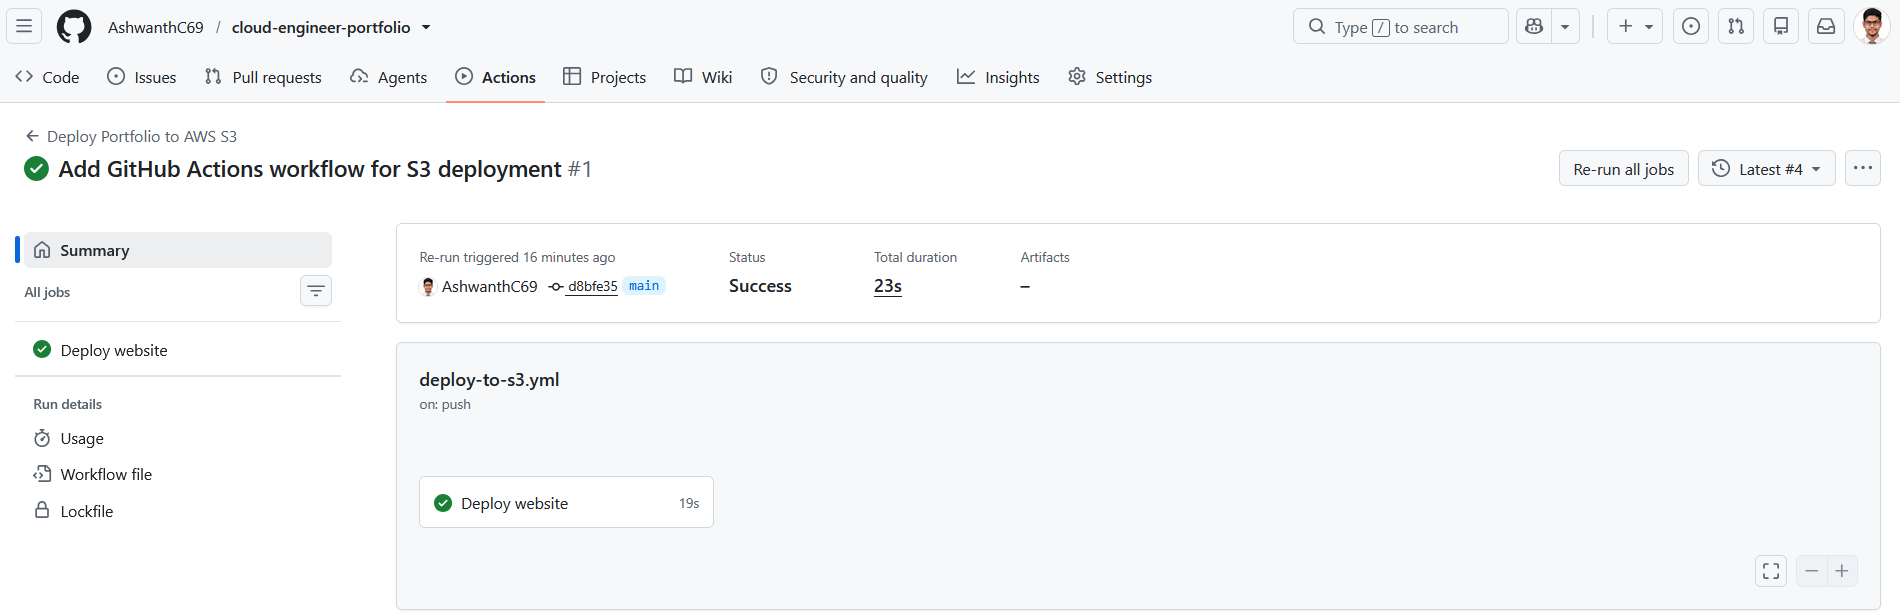 AshwanthC69 / cloud-engineer-portfolio
Type / to search
Code Issues Pull requests Agents Actions Projects Wiki Security and quality Insights Settings
Deploy Portfolio to AWS S3
Add GitHub Actions workflow for S3 deployment #1
Re-run all jobs
Latest #4
Summary
All jobs
Deploy website
Run details
Usage
Workflow file
Lockfile
Re-run triggered 16 minutes ago
AshwanthC69 d8bfe35 main
Status
Success
Total duration
23s
Artifacts
–
deploy-to-s3.yml
on: push
Deploy website 19s